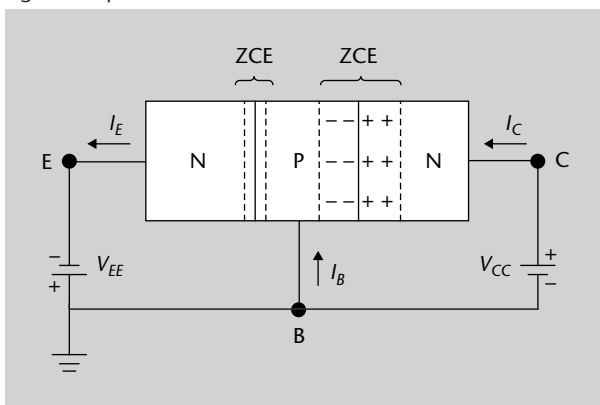 ZCE ZCE
I_E − − + + I_C
E N P − − + + N C
− − + +
− V_EE + I_B V_CC + −
B